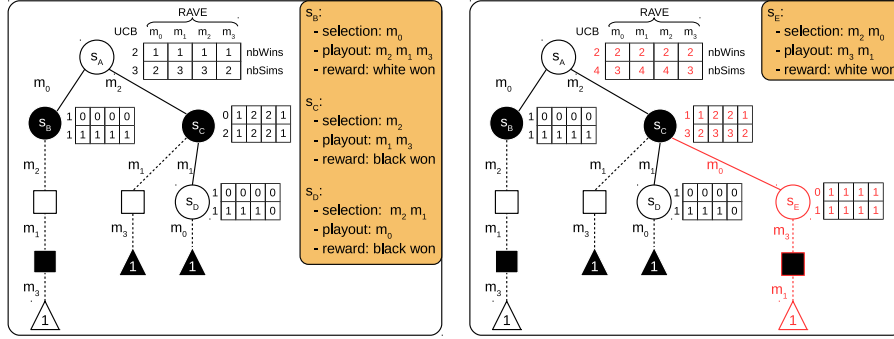 RAVE
UCB m0 m1 m2 m3
2 1 1 1 1 nbWins
3 2 3 3 2 nbSims
sA
m0
m2
sB
1 0 0 0 0
1 1 1 1 1
sC
0 1 2 2 1
2 1 2 2 1
m2
m1
m1
sD
1 0 0 0 0
1 1 1 1 0
m1
m3
m0
1
1
m3
1
sB:
- selection: m0
- playout: m2 m1 m3
- reward: white won
sC:
- selection: m2
- playout: m1 m3
- reward: black won
sD:
- selection: m2 m1
- playout: m0
- reward: black won
RAVE
UCB m0 m1 m2 m3
2 2 2 2 2 nbWins
4 3 4 4 3 nbSims
sA
m0
m2
sB
1 0 0 0 0
1 1 1 1 1
sC
1 1 2 2 1
3 2 3 3 2
m2
m1
m1
m0
sD
1 0 0 0 0
1 1 1 1 0
sE
0 1 1 1 1
1 1 1 1 1
m1
m3
m0
m3
1
1
m3
m1
1
1
sE:
- selection: m2 m0
- playout: m3 m1
- reward: white won